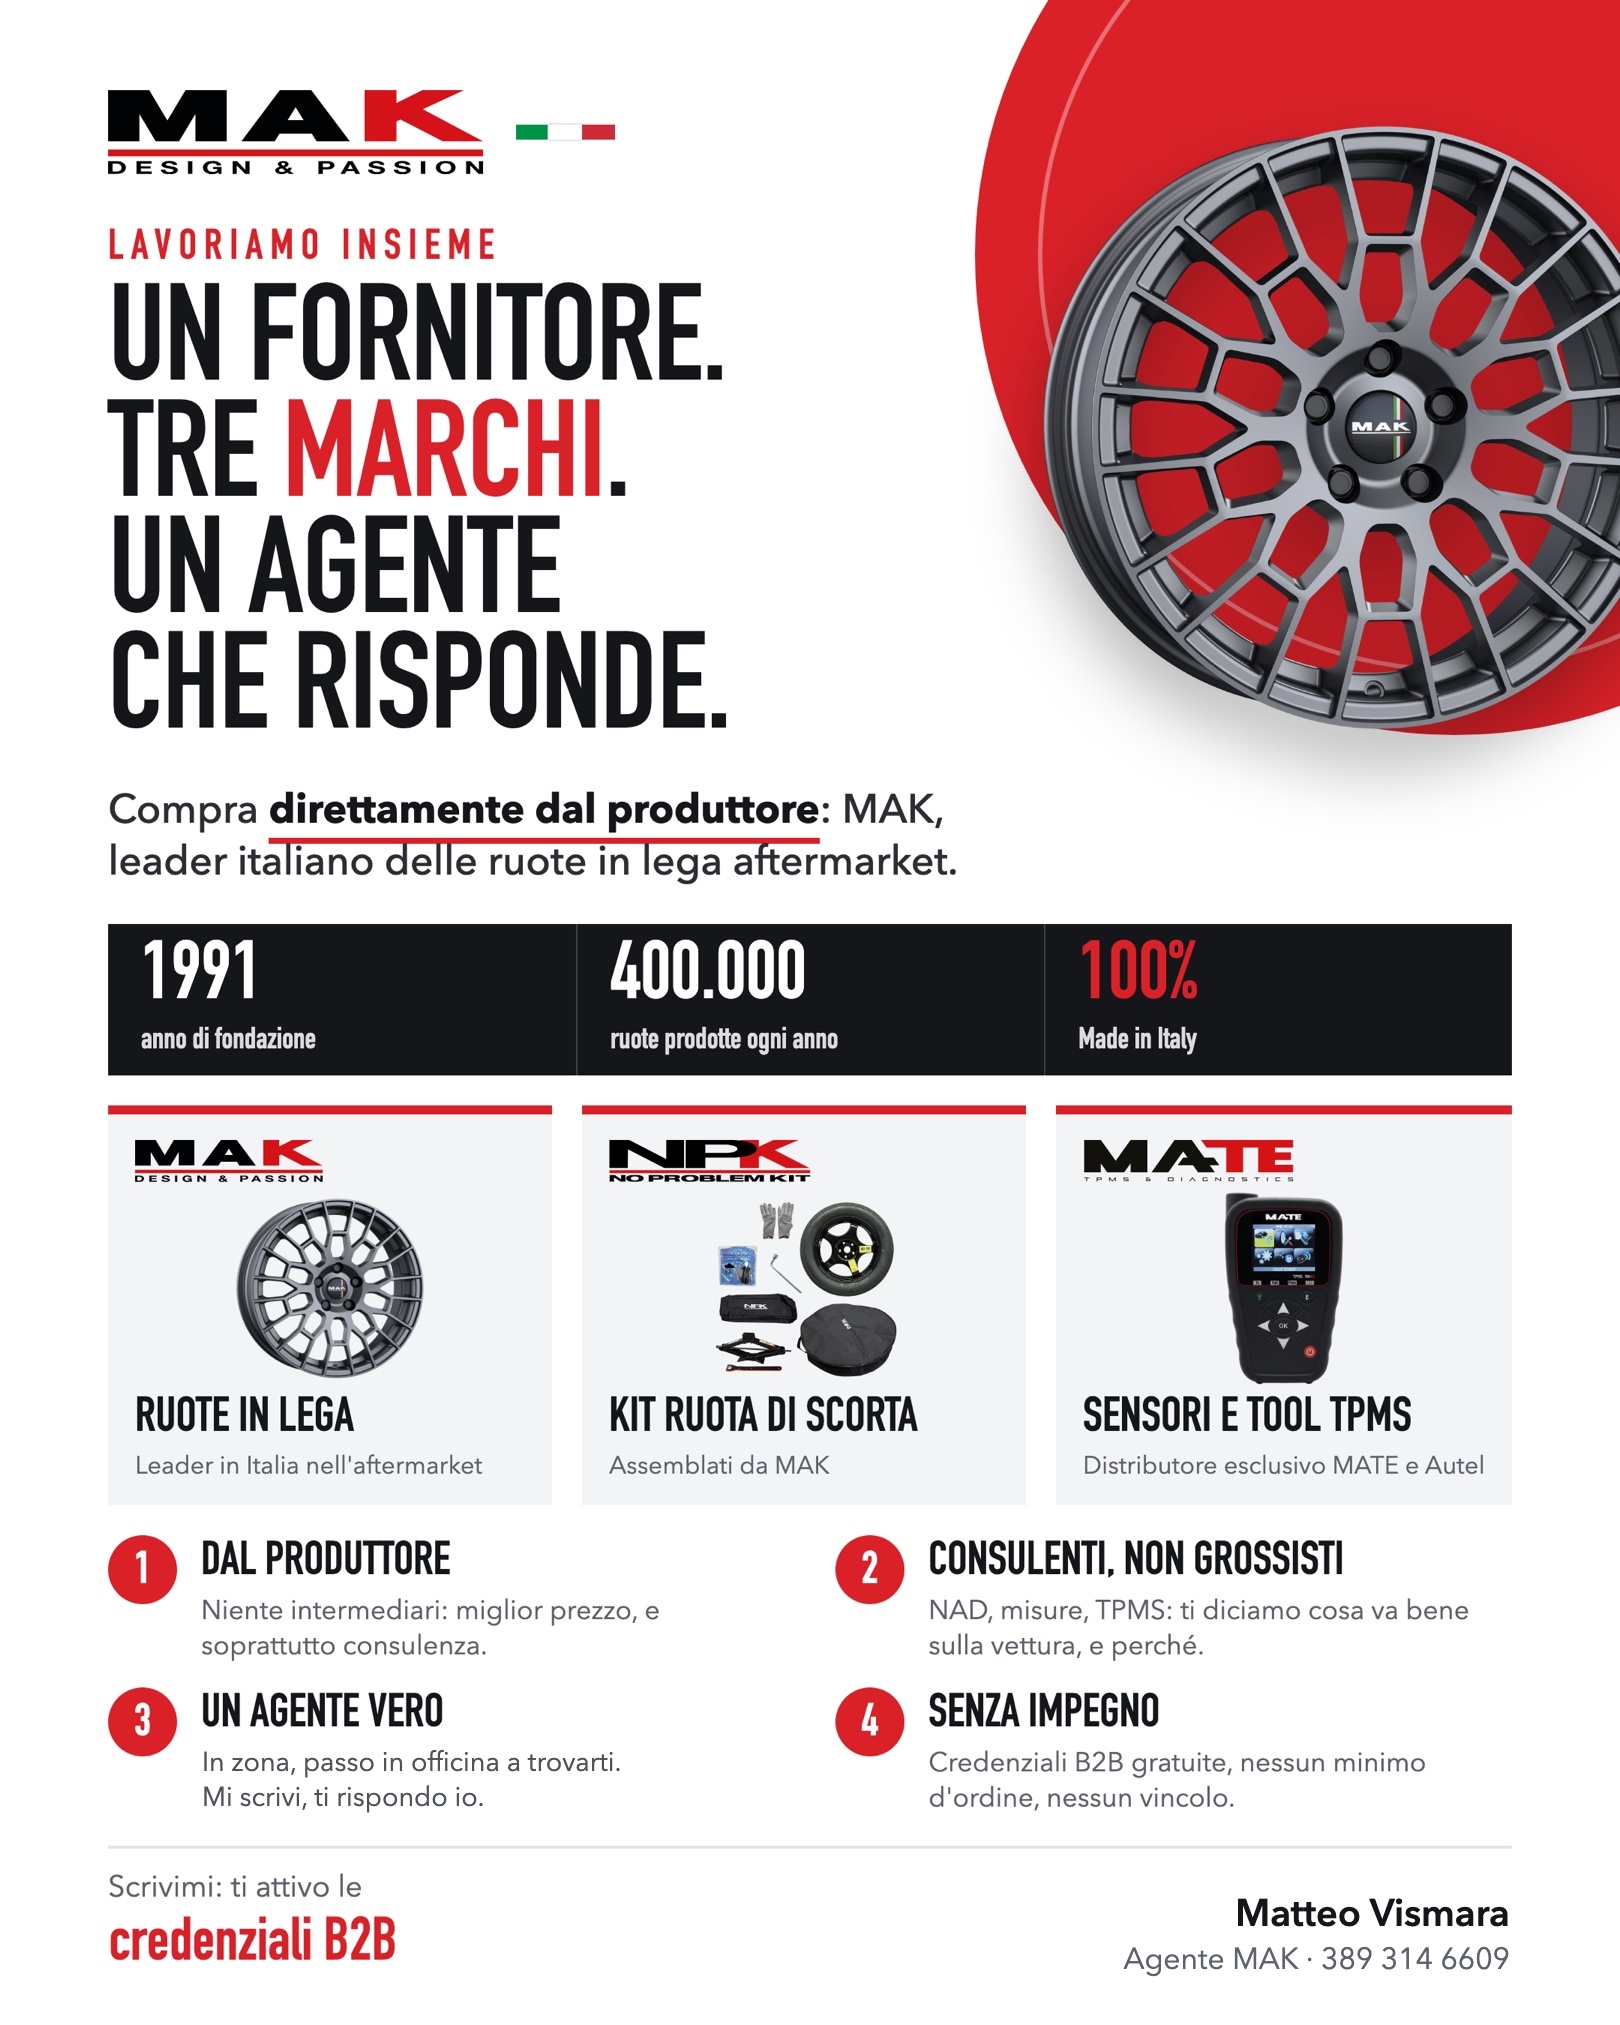 MAK
DESIGN & PASSION
LAVORIAMO INSIEME
UN FORNITORE.
TRE MARCHI.
UN AGENTE
CHE RISPONDE.
MAK
Compra direttamente dal produttore: MAK,
leader italiano delle ruote in lega aftermarket.
1991
anno di fondazione
400.000
ruote prodotte ogni anno
100%
Made in Italy
MAK
DESIGN & PASSION
MAK
RUOTE IN LEGA
Leader in Italia nell'aftermarket
NPK
NO PROBLEM KIT
NPK
KIT RUOTA DI SCORTA
Assemblati da MAK
MATE
TPMS & DIAGNOSTICS
MATE
OK
SENSORI E TOOL TPMS
Distributore esclusivo MATE e Autel
1
DAL PRODUTTORE
Niente intermediari: miglior prezzo, e
soprattutto consulenza.
2
CONSULENTI, NON GROSSISTI
NAD, misure, TPMS: ti diciamo cosa va bene
sulla vettura, e perché.
3
UN AGENTE VERO
In zona, passo in officina a trovarti.
Mi scrivi, ti rispondo io.
4
SENZA IMPEGNO
Credenziali B2B gratuite, nessun minimo
d'ordine, nessun vincolo.
Scrivimi: ti attivo le
credenziali B2B
Matteo Vismara
Agente MAK · 389 314 6609